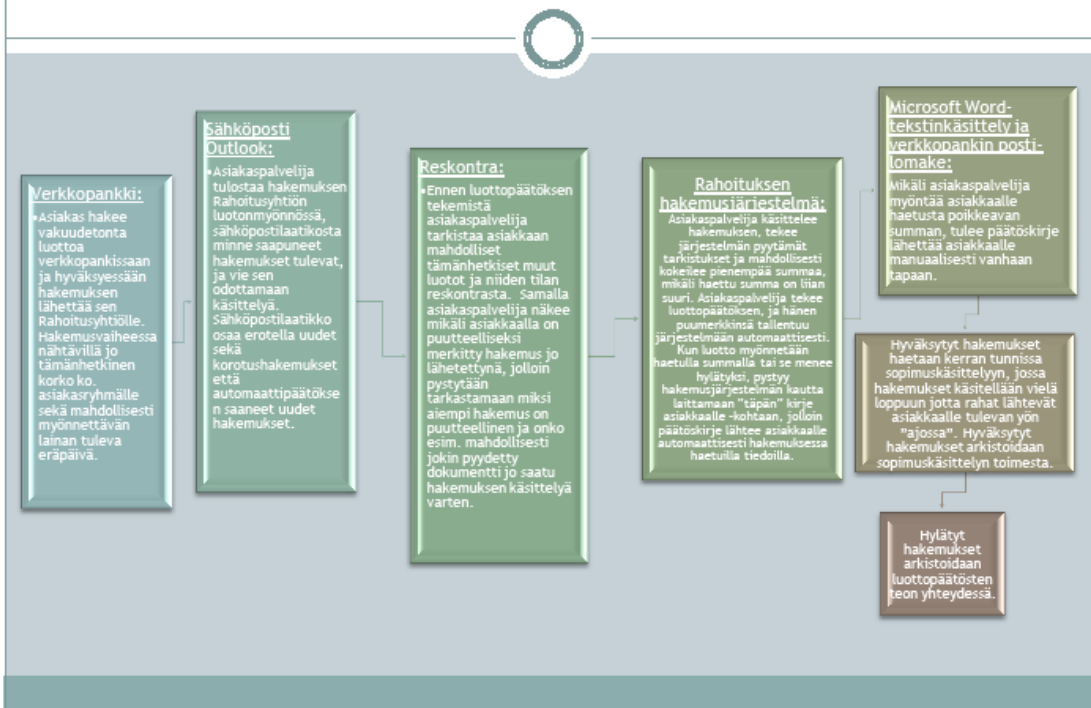 Verkkopankki:
•Asiakas hakee
vakuudetonta
luottoa
verkkopankissaan
ja hyväksyessään
hakemuksen
lähettää sen
Rahoitusyhtiölle.
Hakemusvaiheessa
nähtävillä jo
tämänhetkinen
korko ko.
asiakasryhmälle
sekä mahdollisesti
myönnettävän
lainan tuleva
eräpäivä.
Sähköposti
Outlook:
•Asiakaspalvelija
tulostaa hakemuksen
Rahoitusyhtiön
luotonmyönnössä,
sähköpostilaatikosta
minne saapuneet
hakemukset tulevat,
ja vie sen
odottamaan
käsittelyä.
Sähköpostilaatikko
osaa erotella uudet
sekä
korotushakemukset
että
automaattipäätökse
n saaneet uudet
hakemukset.
Reskontra:
•Ennen luottopäätöksen
tekemistä
asiakaspalvelija
tarkistaa asiakkaan
mahdolliset
tämänhetkiset muut
luotot ja niiden tilan
reskontrasta. Samalla
asiakaspalvelija näkee
mikäli asiakkaalla on
puutteelliseksi
merkitty hakemus jo
lähetettynä, jolloin
pystytään
tarkastamaan miksi
aiempi hakemus on
puutteellinen ja onko
esim. mahdollisesti
jokin pyydetty
dokumentti jo saatu
hakemuksen käsittelyä
varten.
Rahoituksen
hakemusjärjestelmä:
Asiakaspalvelija käsittelee
hakemuksen, tekee
järjestelmän pyytämät
tarkistukset ja mahdollisesti
kokeilee pienempää summaa,
mikäli haettu summa on liian
suuri. Asiakaspalvelija tekee
luottopäätöksen, ja hänen
puumerkkinsä tallentuu
järjestelmään automaattisesti.
Kun luotto myönnetään
haetulla summalla tai se menee
hylätyksi, pystyy
hakemusjärjestelmän kautta
laittamaan "täpän" kirje
asiakkaalle -kohtaan, jolloin
päätöskirje lähtee asiakkaalle
automaattisesti hakemuksessa
haetuilla tiedoilla.
Microsoft Word-
tekstinkäsittely ja
verkkopankin posti-
lomake:
Mikäli asiakaspalvelija
myöntää asiakkaalle
haetusta poikkeavan
summan, tulee päätöskirje
lähettää asiakkaalle
manuaalisesti vanhaan
tapaan.
Hyväksytyt hakemukset
haetaan kerran tunnissa
sopimuskäsittelyyn, jossa
hakemukset käsitellään vielä
loppuun jotta rahat lähtevät
asiakkaalle tulevan yön
"ajossa". Hyväksytyt
hakemukset arkistoidaan
sopimuskäsittelyn toimesta.
Hylätyt
hakemukset
arkistoidaan
luottopäätösten
teon yhteydessä.